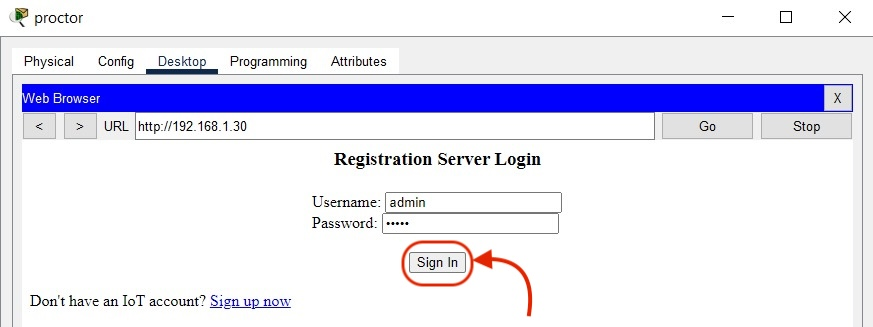 proctor
Physical Config Desktop Programming Attributes
Web Browser X
< > URL http://192.168.1.30 Go Stop
Registration Server Login
Username: admin
Password: •••••
Sign In
Don't have an IoT account? Sign up now